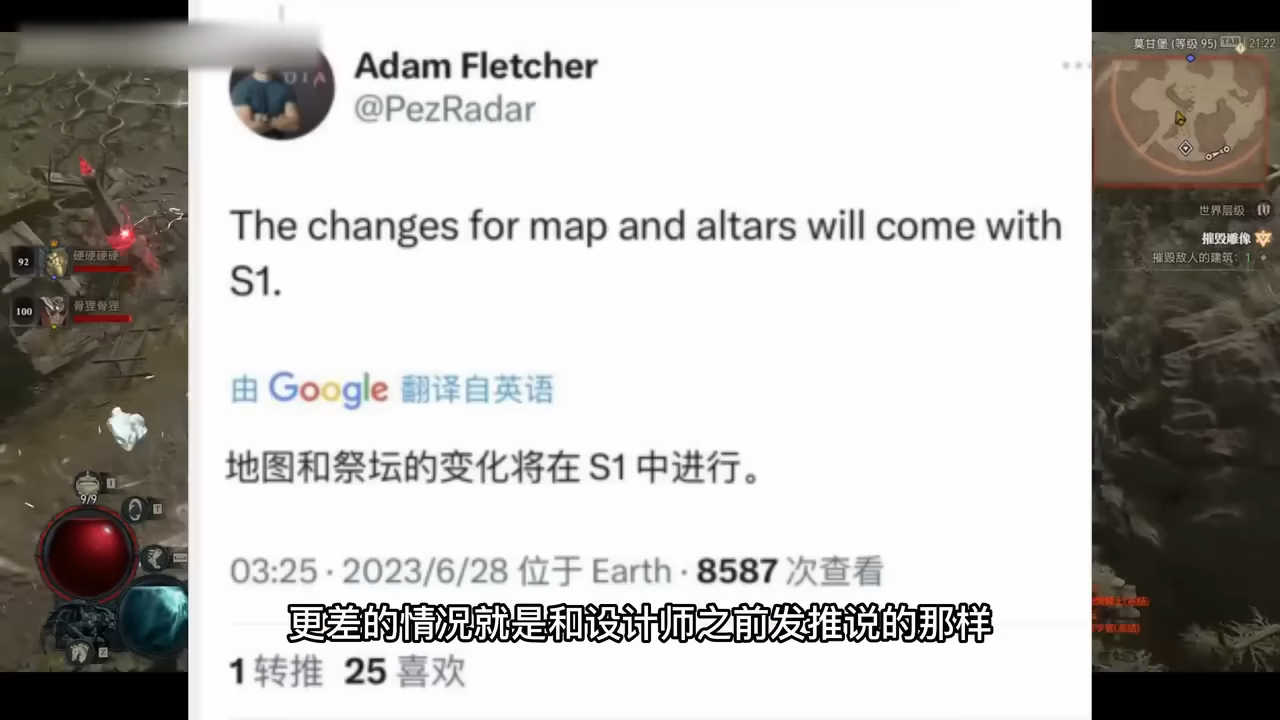 Adam Fletcher
@PezRadar
The changes for map and altars will come with
S1.
由 Google 翻译自英语
地图和祭坛的变化将在 S1 中进行。
03:25 · 2023/6/28 位于 Earth · 8587 次查看
更差的情况就是和设计师之前发推说的那样
1 转推 25 喜欢
莫甘堡 (等级 95) TAB 21:22
世界层级 IV
摧毁雕像
摧毁敌人的建筑：1
92
硬硬硬硬
100
骨狸骨狸
9/9
1
T
Z